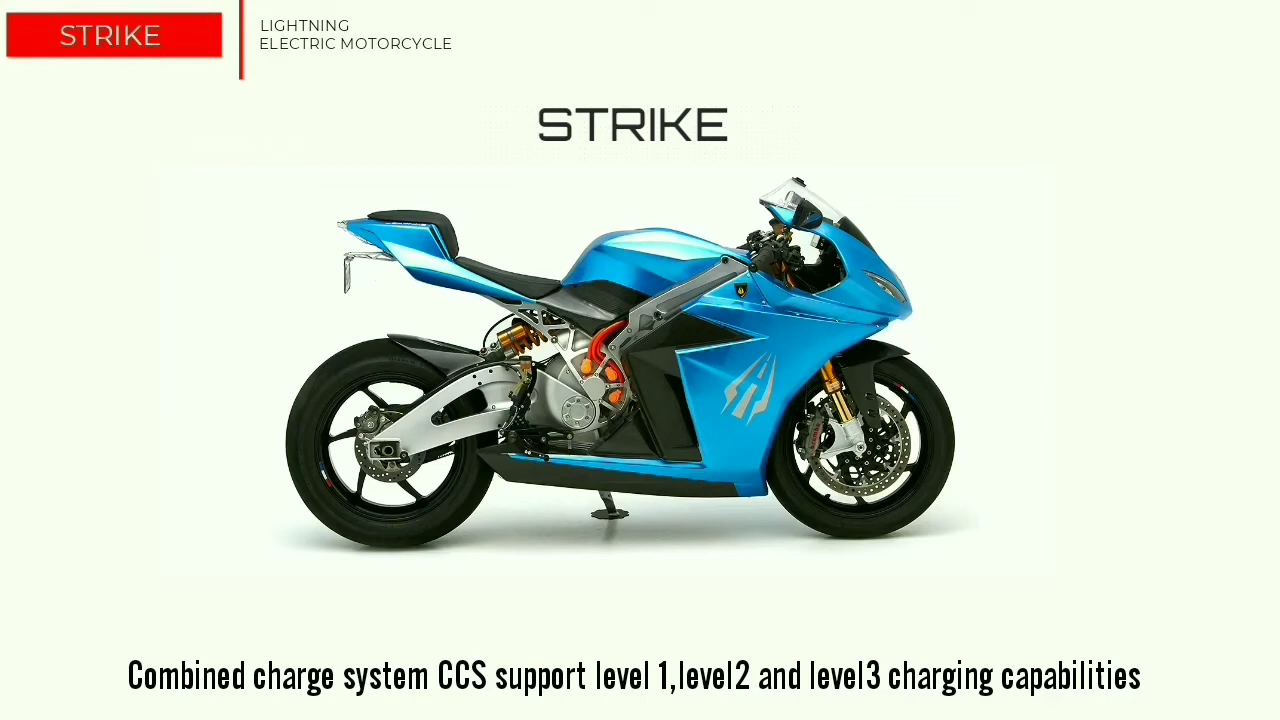 STRIKE
LIGHTNING
ELECTRIC MOTORCYCLE
STRIKE
Combined charge system CCS support level 1,level2 and level3 charging capabilities